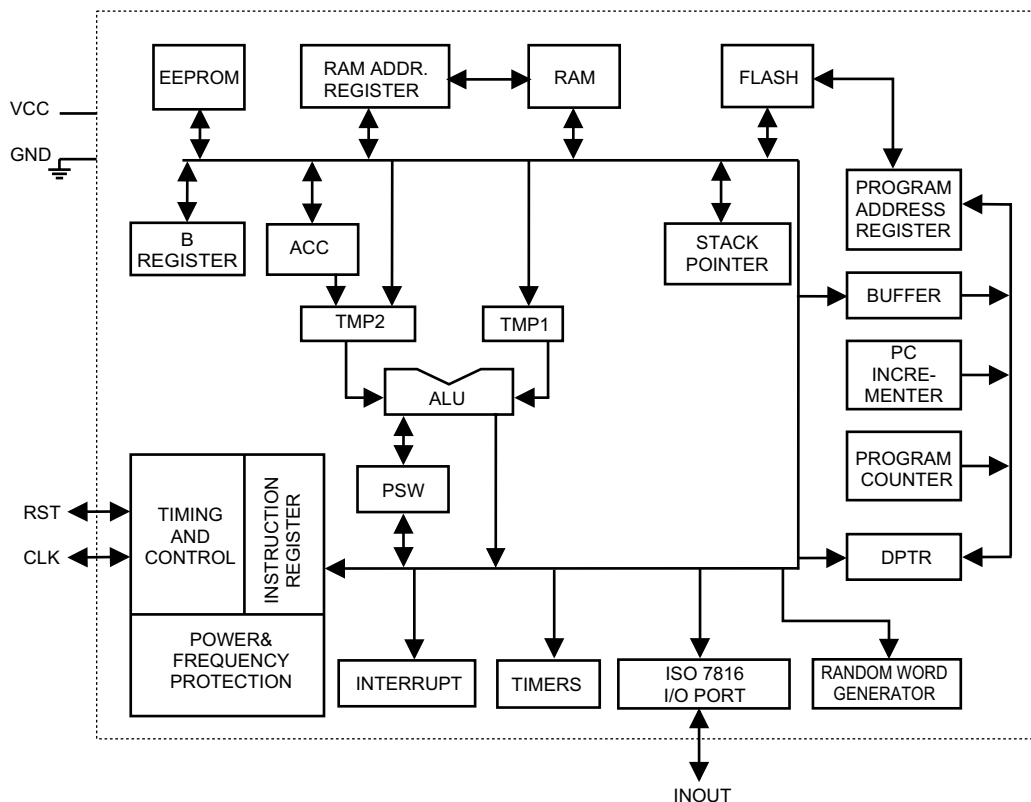 EEPROM
RAM ADDR.
REGISTER
RAM
FLASH
VCC
GND
B
REGISTER
ACC
STACK
POINTER
PROGRAM
ADDRESS
REGISTER
TMP2
TMP1
BUFFER
ALU
PC
INCRE-
MENTER
PSW
PROGRAM
COUNTER
RST
CLK
TIMING
AND
CONTROL
INSTRUCTION
REGISTER
DPTR
POWER&
FREQUENCY
PROTECTION
INTERRUPT
TIMERS
ISO 7816
I/O PORT
RANDOM WORD
GENERATOR
INOUT